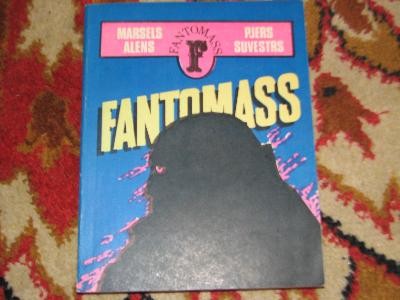 MARSELS
ALENS
FANTOMASS
F
PJERS
SUVESTRS
FANTOMASS